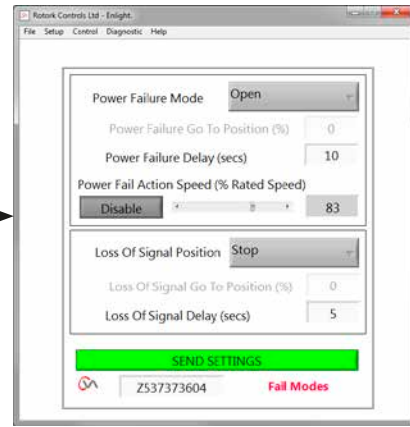 Rotork Controls Ltd - Enlight.
File Setup Control Diagnostic Help
Power Failure Mode Open
Power Failure Go To Position (%) 0
Power Failure Delay (secs) 10
Power Fail Action Speed (% Rated Speed)
Disable 83
Loss Of Signal Position Stop
Loss Of Signal Go To Position (%) 0
Loss Of Signal Delay (secs) 5
SEND SETTINGS
Z537373604 Fail Modes